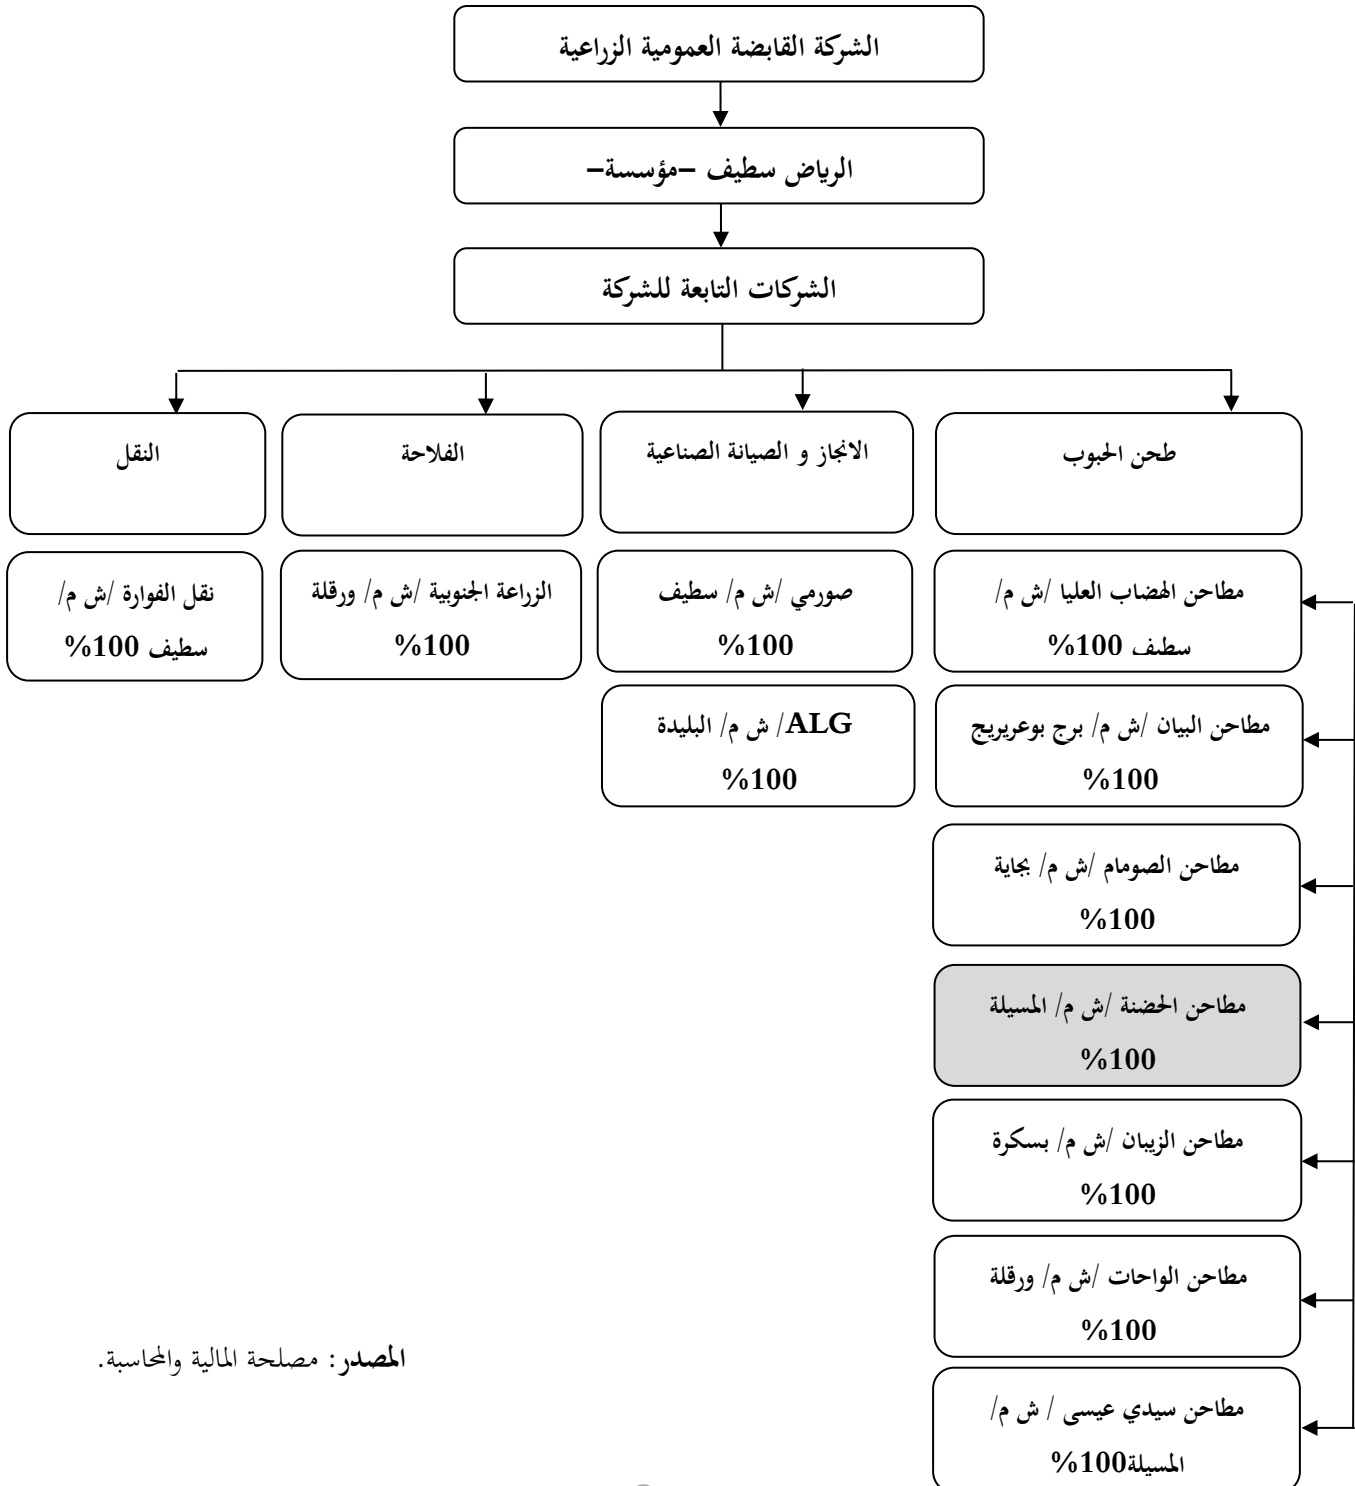 الشركة القابضة العمومية الزراعية
الرياض سطيف –مؤسسة–
الشركات التابعة للشركة
طحن الحبوب
الانجاز و الصيانة الصناعية
الفلاحة
النقل
مطاحن الهضاب العليا /ش م/
سطيف 100%
صورمي /ش م/ سطيف
100%
الزراعة الجنوبية /ش م/ ورقلة
100%
نقل الفوارة /ش م/
سطيف 100%
مطاحن البيان /ش م/ برج بوعريريج
100%
ALG/ ش م/ البليدة
100%
مطاحن الصومام /ش م/ بجاية
100%
مطاحن الحضنة /ش م/ المسيلة
100%
مطاحن الزيبان /ش م/ بسكرة
100%
مطاحن الواحات /ش م/ ورقلة
100%
مطاحن سيدي عيسى / ش م/
المسيلة100%
المصدر: مصلحة المالية والمحاسبة.